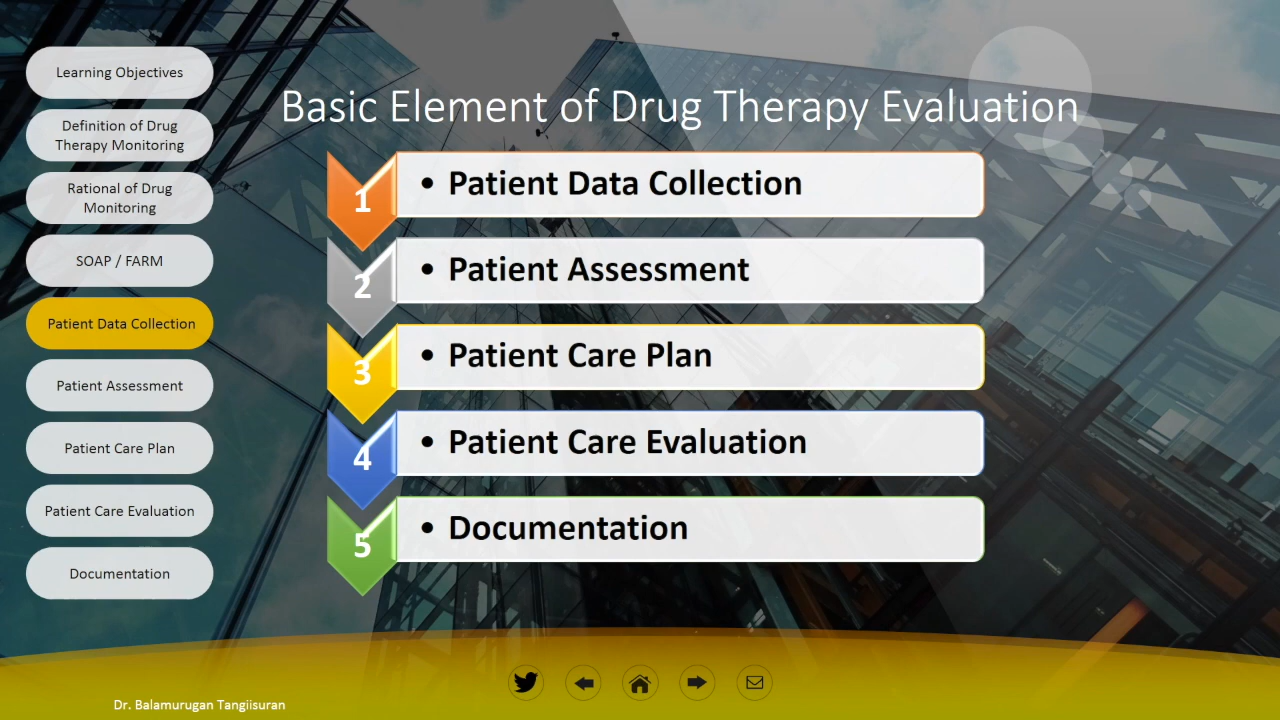 Learning Objectives
Definition of Drug
Therapy Monitoring
Rational of Drug
Monitoring
SOAP / FARM
Patient Data Collection
Patient Assessment
Patient Care Plan
Patient Care Evaluation
Documentation
Basic Element of Drug Therapy Evaluation
1 • Patient Data Collection
2 • Patient Assessment
3 • Patient Care Plan
4 • Patient Care Evaluation
5 • Documentation
Dr. Balamurugan Tangiisuran